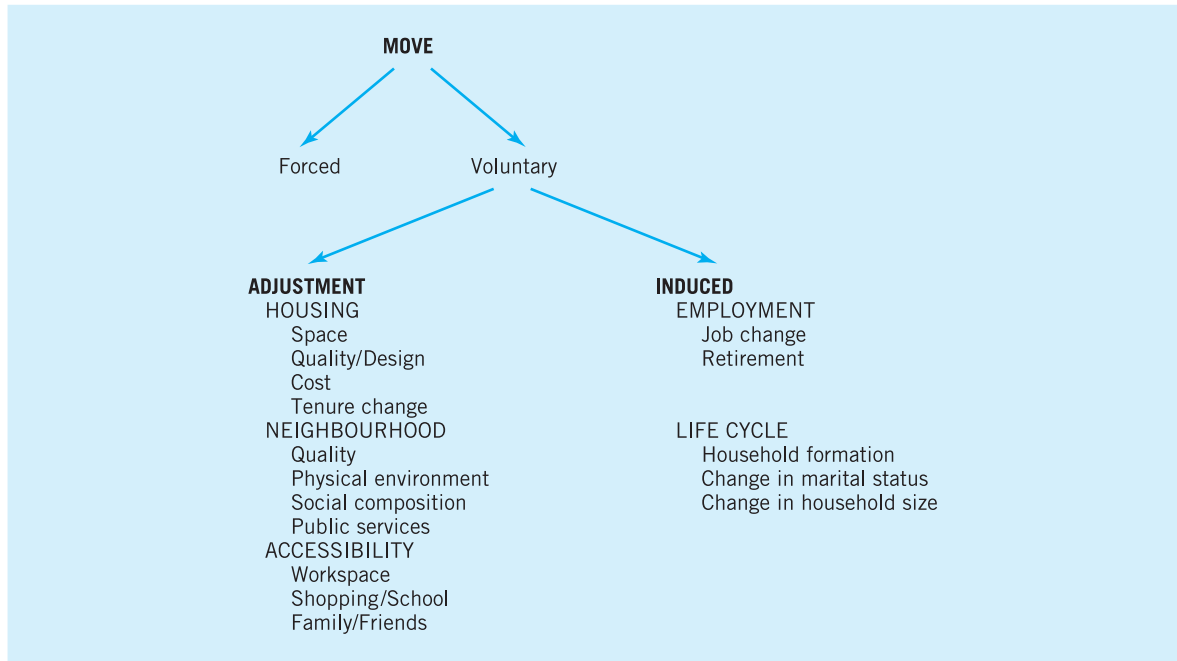 MOVE
Forced
Voluntary
ADJUSTMENT
HOUSING
Space
Quality/Design
Cost
Tenure change
NEIGHBOURHOOD
Quality
Physical environment
Social composition
Public services
ACCESSIBILITY
Workspace
Shopping/School
Family/Friends
INDUCED
EMPLOYMENT
Job change
Retirement
LIFE CYCLE
Household formation
Change in marital status
Change in household size